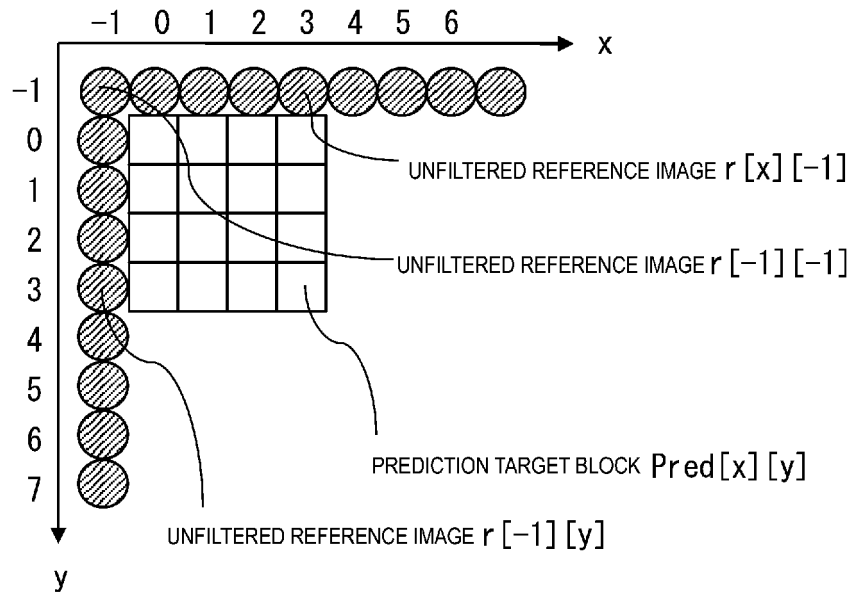 -1 0 1 2 3 4 5 6
x
-1
0
1
2
3
4
5
6
7
y
UNFILTERED REFERENCE IMAGE r[x][-1]
UNFILTERED REFERENCE IMAGE r[-1][-1]
PREDICTION TARGET BLOCK Pred[x][y]
UNFILTERED REFERENCE IMAGE r[-1][y]